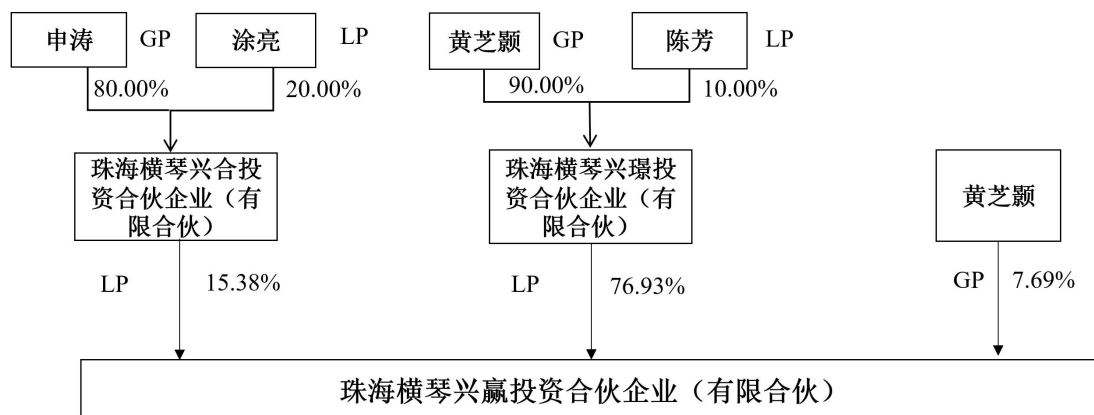 申涛 GP 涂亮 LP 黄芝颢 GP 陈芳 LP
80.00% 20.00% 90.00% 10.00%
珠海横琴兴合投
资合伙企业（有
限合伙）
珠海横琴兴璟投
资合伙企业（有
限合伙）
黄芝颢
LP 15.38% LP 76.93% GP 7.69%
珠海横琴兴赢投资合伙企业（有限合伙）